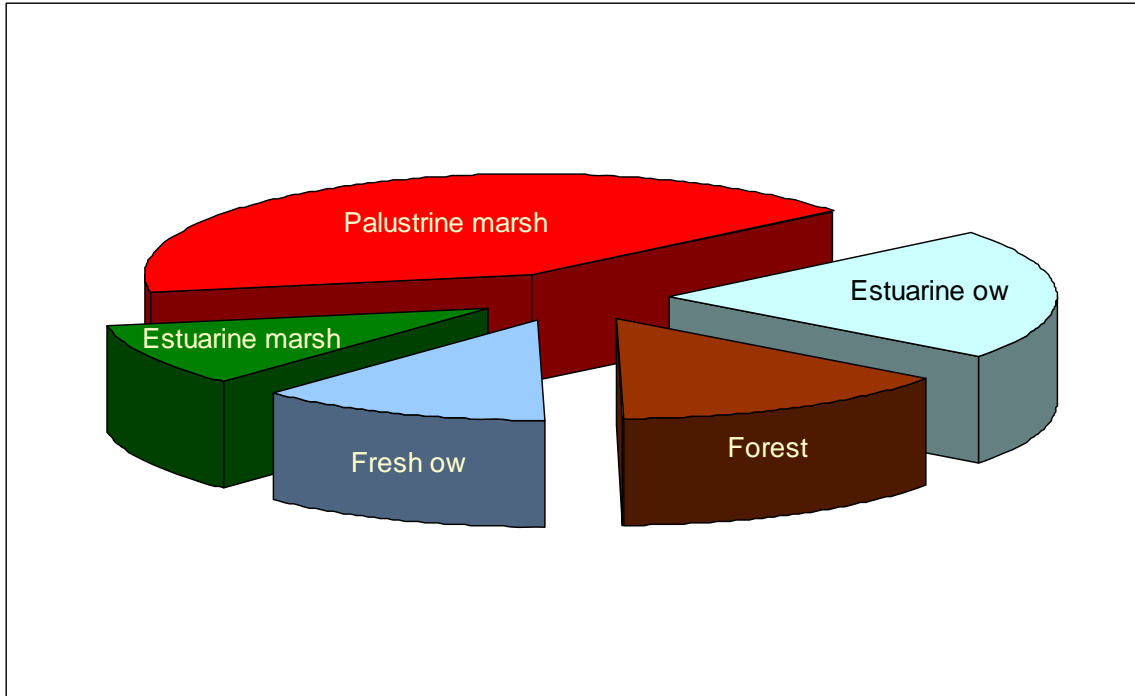 Palustrine marsh
Estuarine ow
Estuarine marsh
Forest
Fresh ow